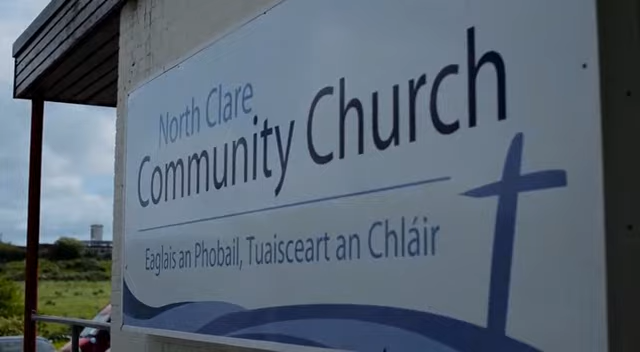 North Clare
Community Church
Eaglais an Phobail, Tuaisceart an Chláir